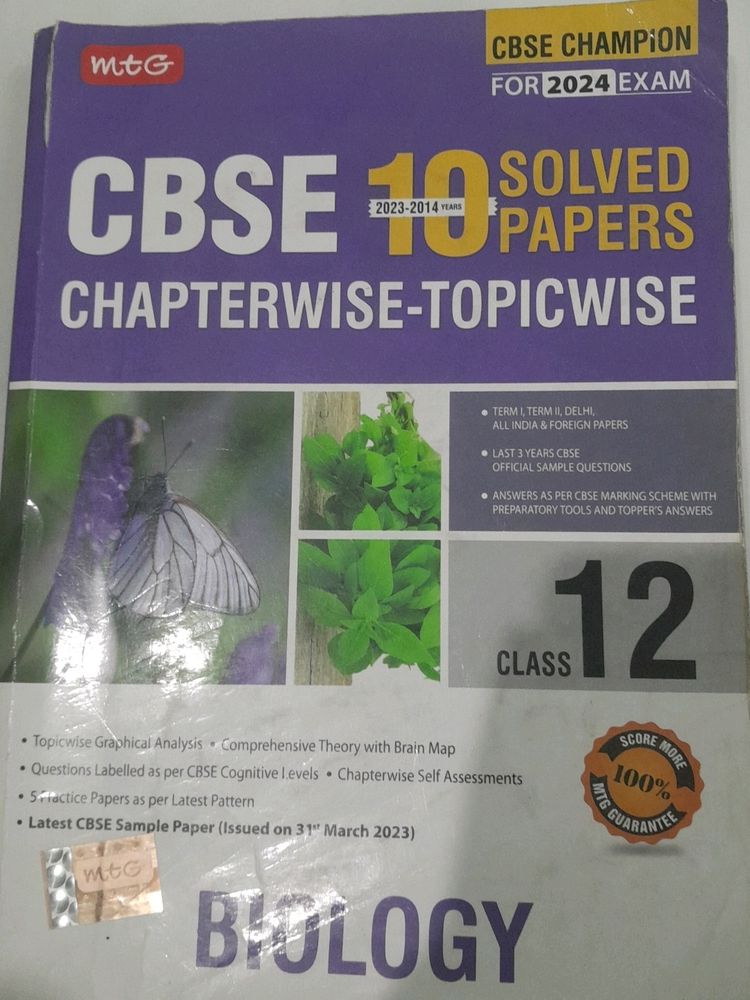 mtG
CBSE CHAMPION
FOR 2024 EXAM
CBSE 10 SOLVED PAPERS
2023-2014 YEARS
CHAPTERWISE-TOPICWISE
• TERM I, TERM II, DELHI,
ALL INDIA & FOREIGN PAPERS
• LAST 3 YEARS CBSE
OFFICIAL SAMPLE QUESTIONS
• ANSWERS AS PER CBSE MARKING SCHEME WITH
PREPARATORY TOOLS AND TOPPER'S ANSWERS
CLASS 12
• Topicwise Graphical Analysis • Comprehensive Theory with Brain Map
• Questions Labelled as per CBSE Cognitive Levels • Chapterwise Self Assessments
• 5 Practice Papers as per Latest Pattern
• Latest CBSE Sample Paper (Issued on 31st March 2023)
SCORE MORE
100%
MTG GUARANTEE
mtG
BIOLOGY